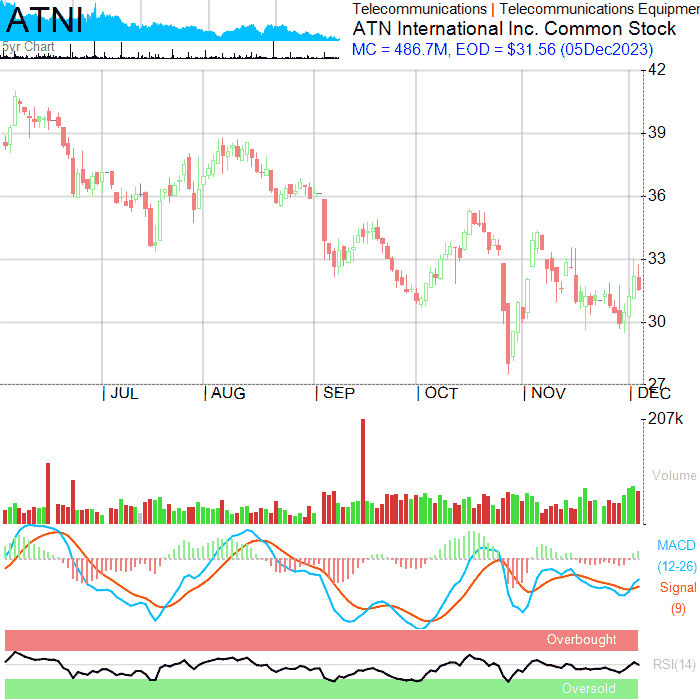 ATNI
5yr Chart
Telecommunications | Telecommunications Equipmen
ATN International Inc. Common Stock
MC = 486.7M, EOD = $31.56 (05Dec2023)
42
39
36
33
30
27
JUL
AUG
SEP
OCT
NOV
DEC
207k
Volume
MACD
(12-26)
Signal
(9)
Overbought
RSI(14)
Oversold